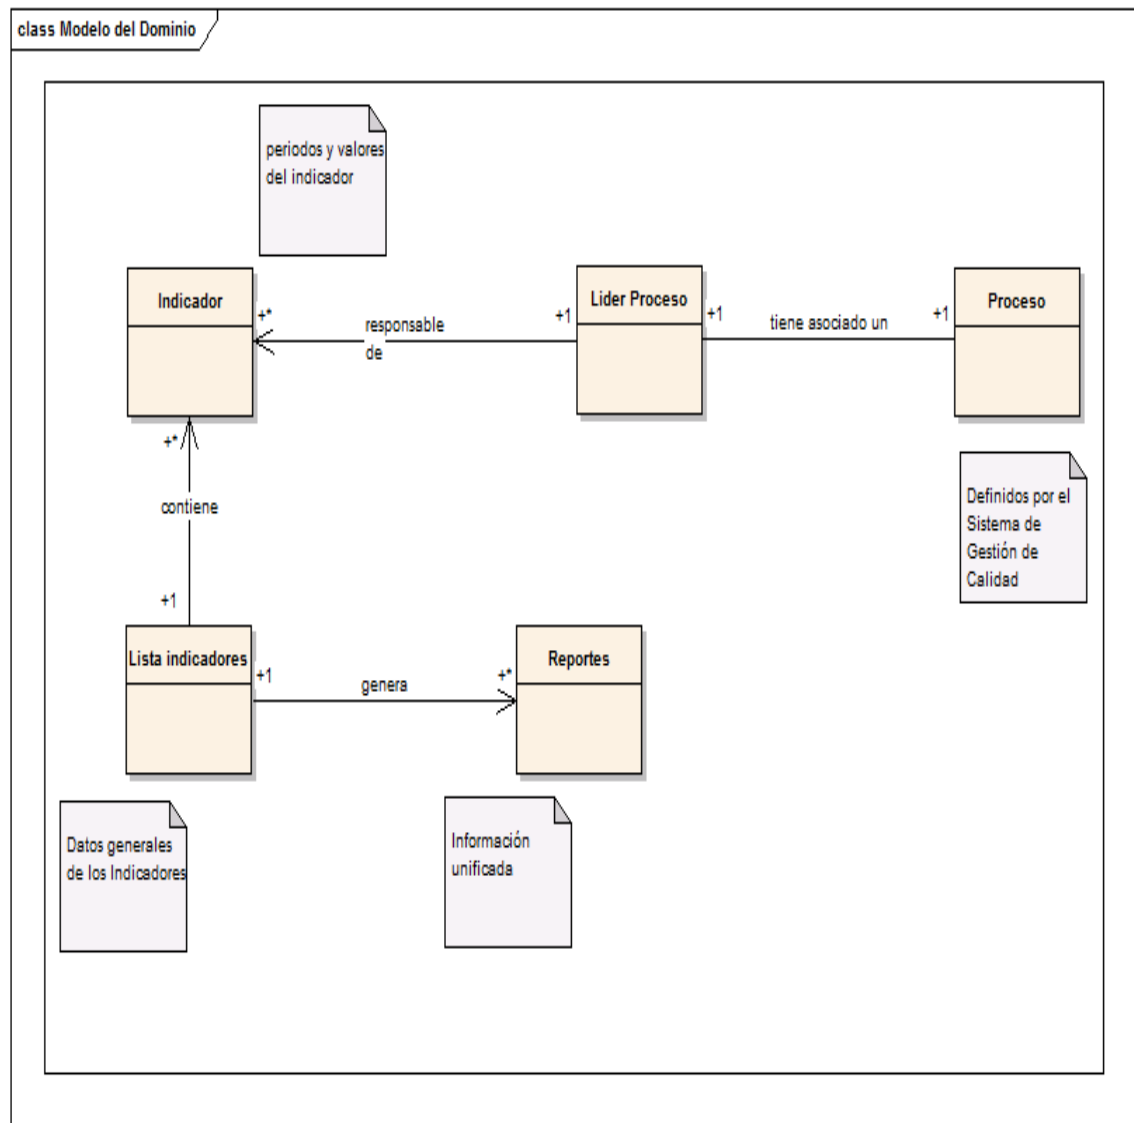 class Modelo del Dominio
periodos y valores
del indicador
Indicador
Lider Proceso
Proceso
+*
responsable
de
+1
+1
tiene asociado un
+1
+*
contiene
+1
Definidos por el
Sistema de
Gestión de
Calidad
Lista indicadores
+1
genera
+*
Reportes
Datos generales
de los Indicadores
Información
unificada